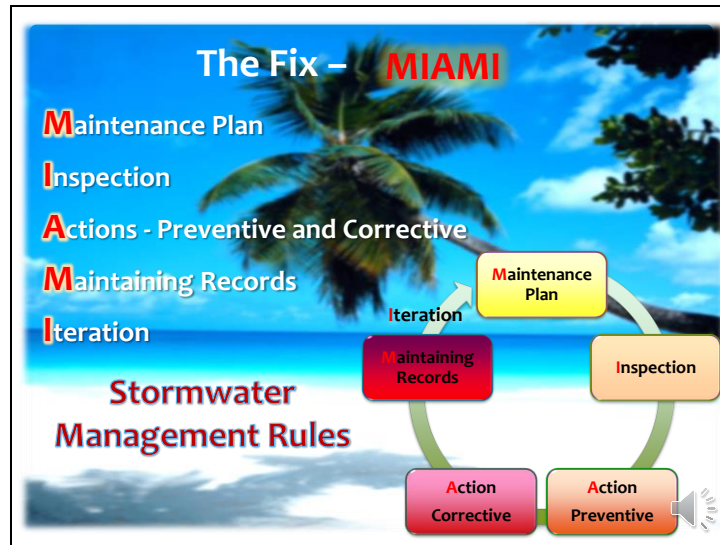 The Fix – MIAMI
Maintenance Plan
Inspection
Actions - Preventive and Corrective
Maintaining Records
Iteration
Stormwater
Management Rules
Maintenance
Plan
Iteration
Maintaining
Records
Inspection
Action
Corrective
Action
Preventive